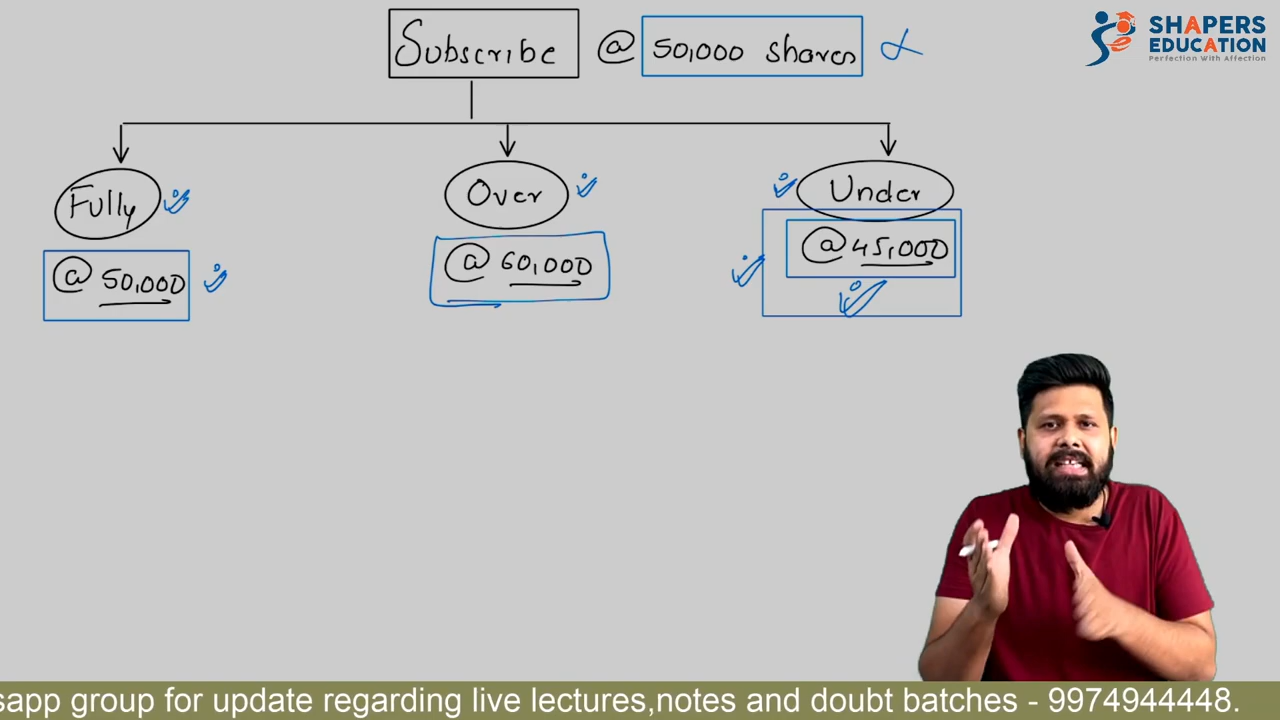 Subscribe @ 50,000 shares
SHAPERS
EDUCATION
Perfection With Affection
Fully
Over
Under
@ 50,000
@ 60,000
@ 45,000
sapp group for update regarding live lectures,notes and doubt batches - 9974944448.